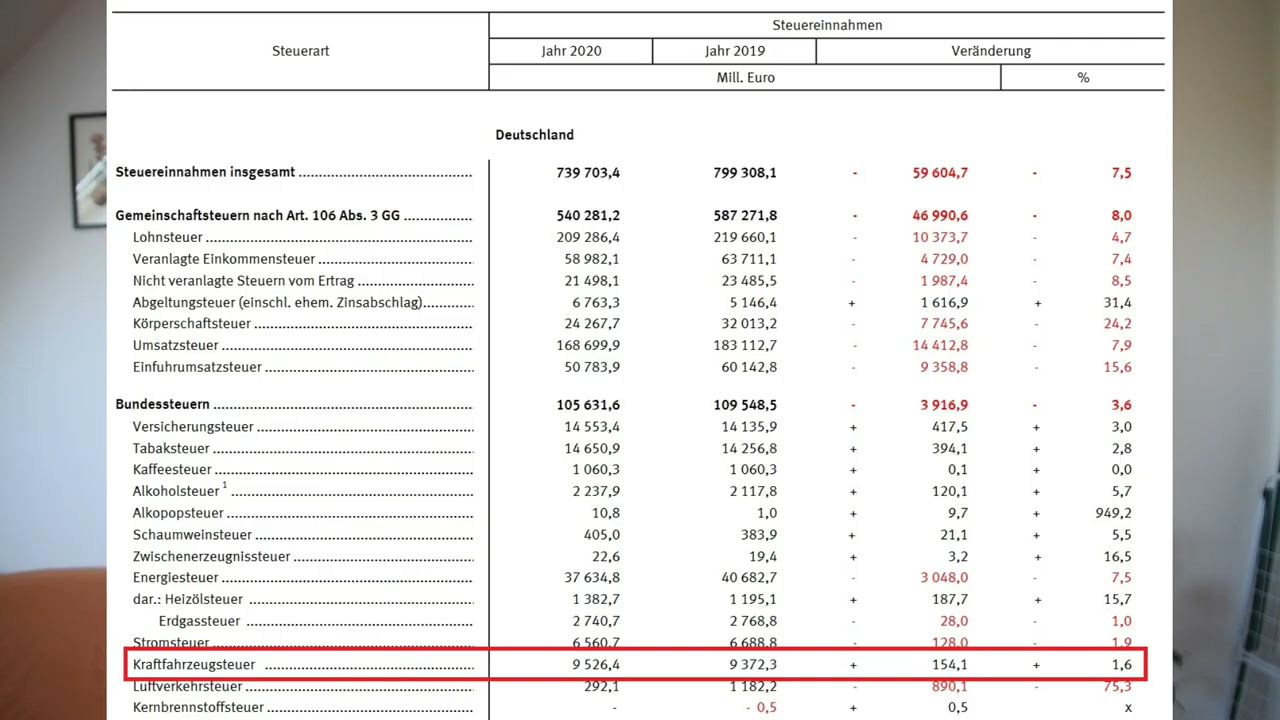 Steuerart
Steuereinnahmen
Jahr 2020 Jahr 2019 Veränderung
Mill. Euro %
Deutschland
Steuereinnahmen insgesamt 739 703,4 799 308,1 - 59 604,7 - 7,5
Gemeinschaftsteuern nach Art. 106 Abs. 3 GG 540 281,2 587 271,8 - 46 990,6 - 8,0
Lohnsteuer 209 286,4 219 660,1 - 10 373,7 - 4,7
Veranlagte Einkommensteuer 58 982,1 63 711,1 - 4 729,0 - 7,4
Nicht veranlagte Steuern vom Ertrag 21 498,1 23 485,5 - 1 987,4 - 8,5
Abgeltungsteuer (einschl. ehem. Zinsabschlag) 6 763,3 5 146,4 + 1 616,9 + 31,4
Körperschaftsteuer 24 267,7 32 013,2 - 7 745,6 - 24,2
Umsatzsteuer 168 699,9 183 112,7 - 14 412,8 - 7,9
Einfuhrumsatzsteuer 50 783,9 60 142,8 - 9 358,8 - 15,6
Bundessteuern 105 631,6 109 548,5 - 3 916,9 - 3,6
Versicherungsteuer 14 553,4 14 135,9 + 417,5 + 3,0
Tabaksteuer 14 650,9 14 256,8 + 394,1 + 2,8
Kaffeesteuer 1 060,3 1 060,3 + 0,1 + 0,0
Alkoholsteuer 1 2 237,9 2 117,8 + 120,1 + 5,7
Alkopopsteuer 10,8 1,0 + 9,7 + 949,2
Schaumweinsteuer 405,0 383,9 + 21,1 + 5,5
Zwischenerzeugnissteuer 22,6 19,4 + 3,2 + 16,5
Energiesteuer 37 634,8 40 682,7 - 3 048,0 - 7,5
dar.: Heizölsteuer 1 382,7 1 195,1 + 187,7 + 15,7
Erdgassteuer 2 740,7 2 768,8 - 28,0 - 1,0
Stromsteuer 6 560,7 6 688,8 - 128,0 - 1,9
Kraftfahrzeugsteuer 9 526,4 9 372,3 + 154,1 + 1,6
Luftverkehrsteuer 292,1 1 182,2 - 890,1 - 75,3
Kernbrennstoffsteuer - - 0,5 + 0,5 x